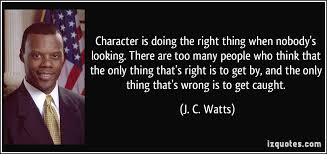 Character is doing the right thing when nobody's
looking. There are too many people who think that
the only thing that's right is to get by, and the only
thing that's wrong is to get caught.
(J. C. Watts)
izquotes.com